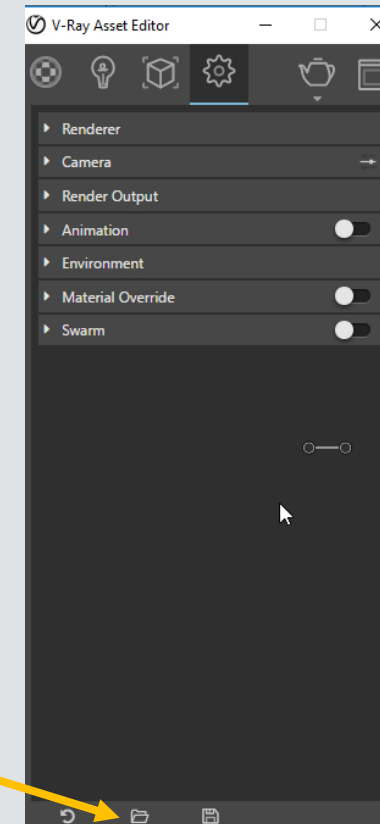 V-Ray Asset Editor
Renderer
Camera
Render Output
Animation
Environment
Material Override
Swarm